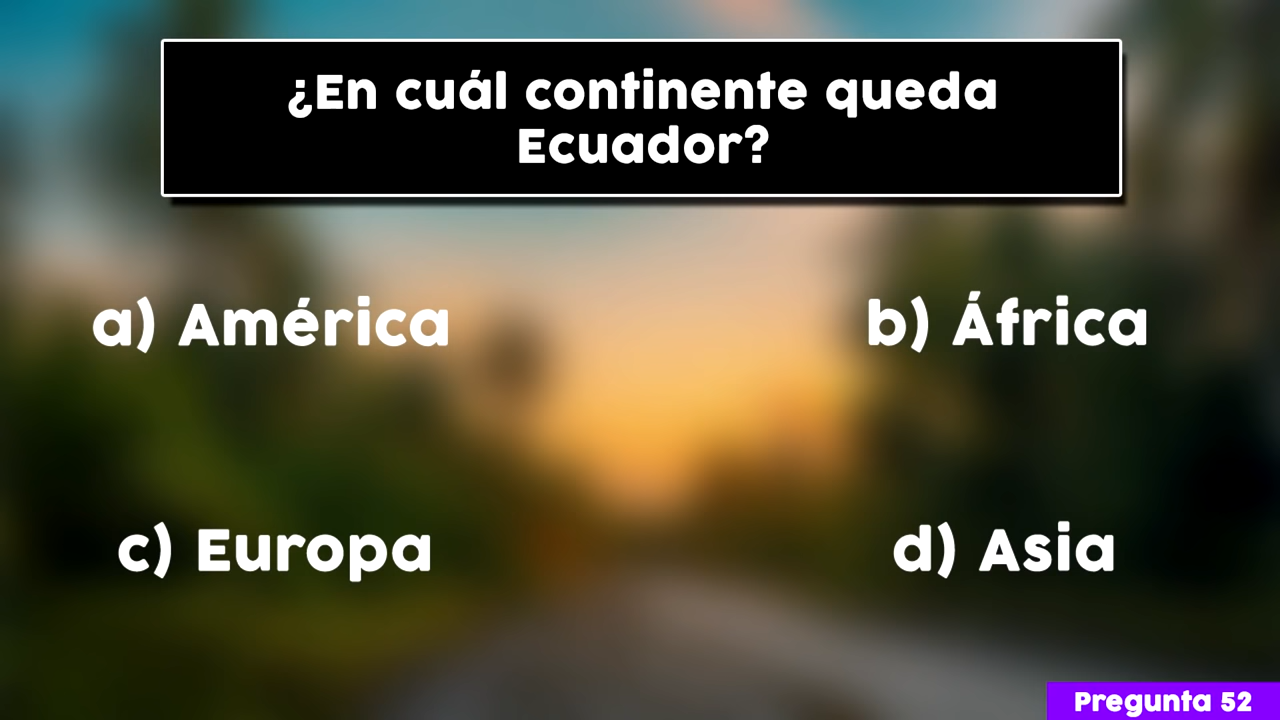 ¿En cuál continente queda
Ecuador?
a) América
b) África
c) Europa
d) Asia
Pregunta 52